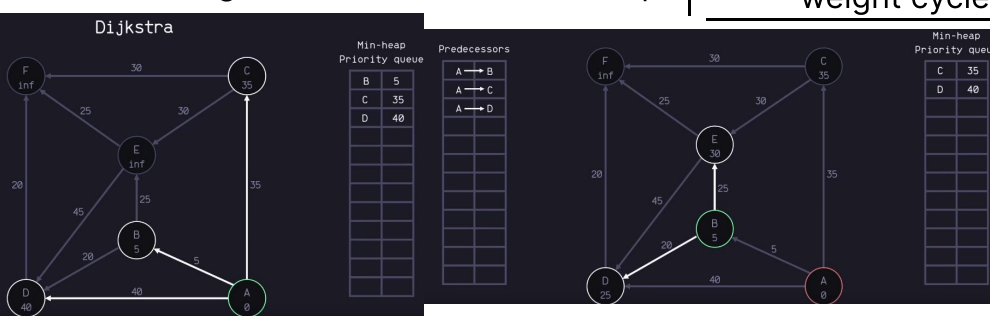 weight cycle
Dijkstra
Min-heap
Priority queue
B 5
C 35
D 40
F
inf
30
C
35
25
30
E
inf
20
35
45
25
B
5
20
5
D
40
40
A
0
Predecessors
A → B
A → C
A → D
Min-heap
Priority queu
C 35
D 40
F
inf
30
C
35
25
30
E
30
20
35
45
25
B
5
20
5
D
25
40
A
0